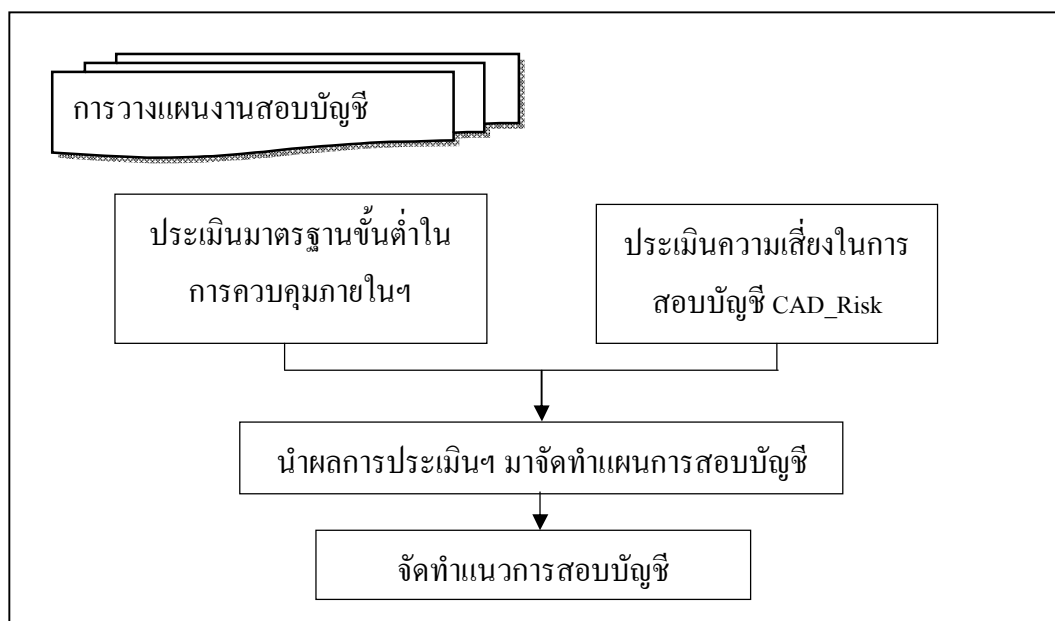 การวางแผนงานสอบบัญชี
ประเมินมาตรฐานขั้นต่ำใน
การควบคุมภายในฯ
ประเมินความเสี่ยงในการ
สอบบัญชี CAD_Risk
นำผลการประเมินฯ มาจัดทำแผนการสอบบัญชี
จัดทำแนวการสอบบัญชี